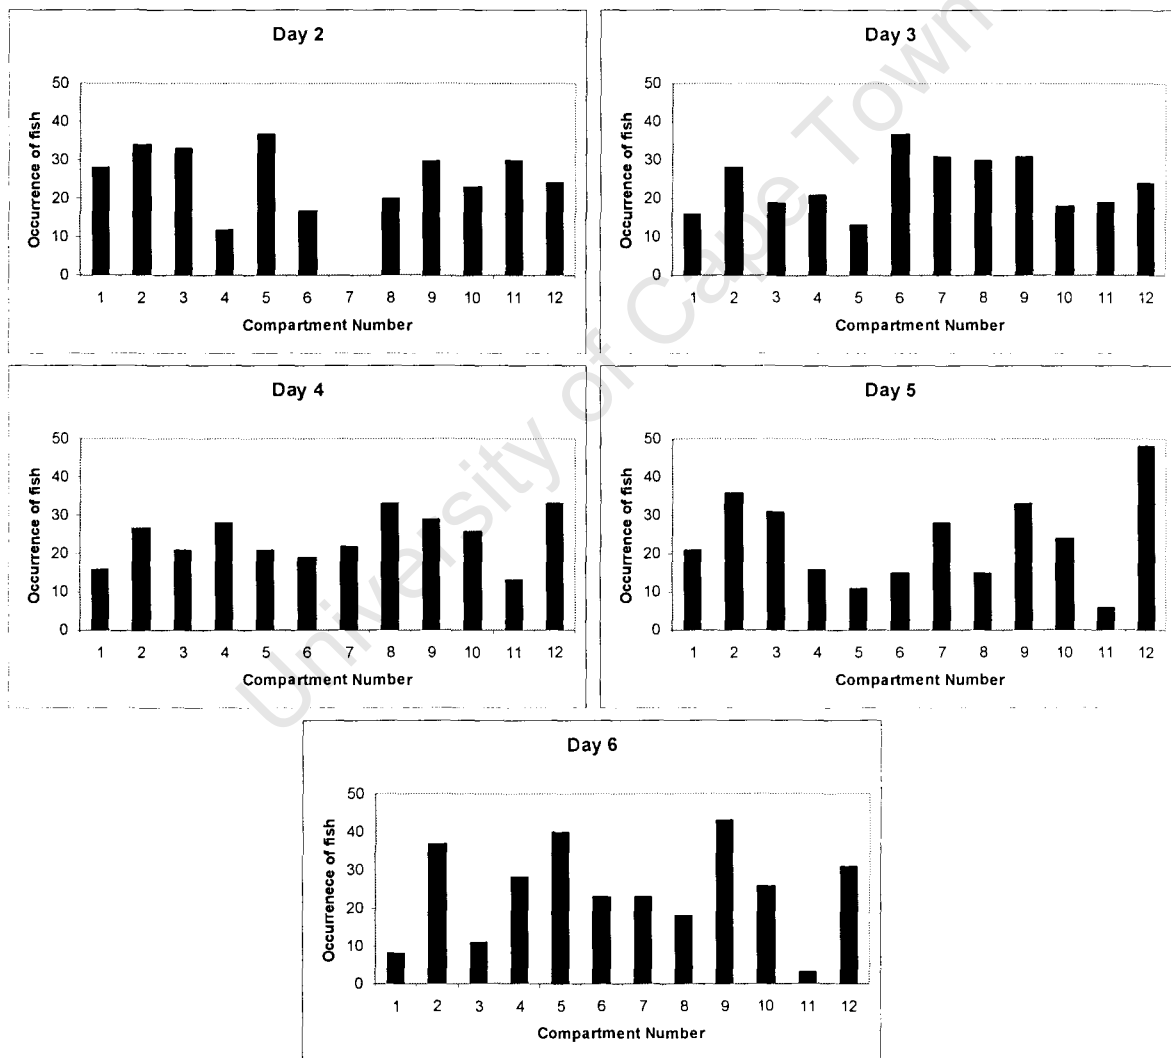 Day 2
50
40
30
20
10
0
Occurrence of fish
1 2 3 4 5 6 7 8 9 10 11 12
Compartment Number
Day 3
50
40
30
20
10
0
Occurrence of fish
1 2 3 4 5 6 7 8 9 10 11 12
Compartment Number
Day 4
50
40
30
20
10
0
Occurrence of fish
1 2 3 4 5 6 7 8 9 10 11 12
Compartment Number
Day 5
50
40
30
20
10
0
Occurrence of fish
1 2 3 4 5 6 7 8 9 10 11 12
Compartment Number
Day 6
50
40
30
20
10
0
Occurrenece of fish
1 2 3 4 5 6 7 8 9 10 11 12
Compartment Number
University of Cape Town